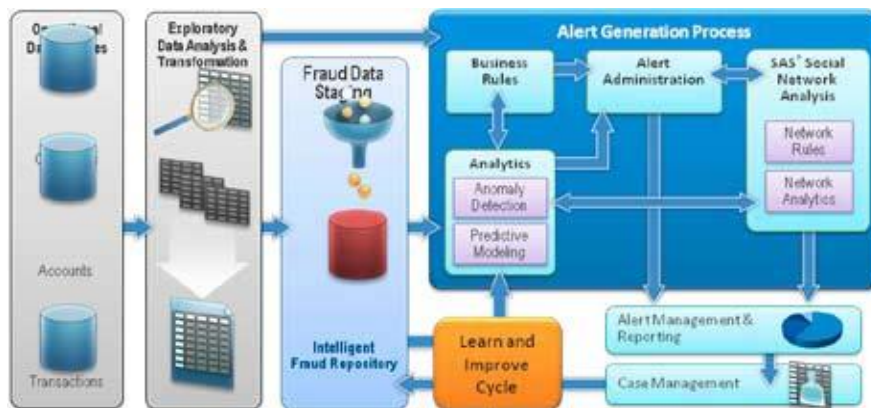 Exploratory
Data Analysis &
Transformation
Accounts
Transactions
Fraud Data
Staging
Intelligent
Fraud Repository
Alert Generation Process
Business
Rules
Alert
Administration
SAS® Social
Network
Analysis
Network
Rules
Network
Analytics
Analytics
Anomaly
Detection
Predictive
Modeling
Learn and
Improve
Cycle
Alert Management &
Reporting
Case Management